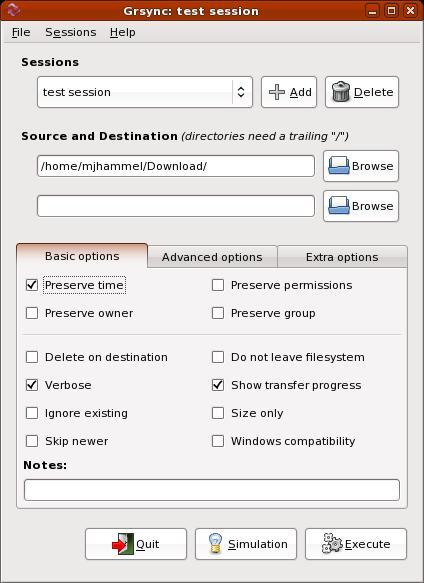 Grsync: test session
File Sessions Help
Sessions
test session Add Delete
Source and Destination (directories need a trailing "/")
/home/mjhammel/Download/ Browse
Browse
Basic options Advanced options Extra options
Preserve time Preserve permissions
Preserve owner Preserve group
Delete on destination Do not leave filesystem
Verbose Show transfer progress
Ignore existing Size only
Skip newer Windows compatibility
Notes:
Quit Simulation Execute